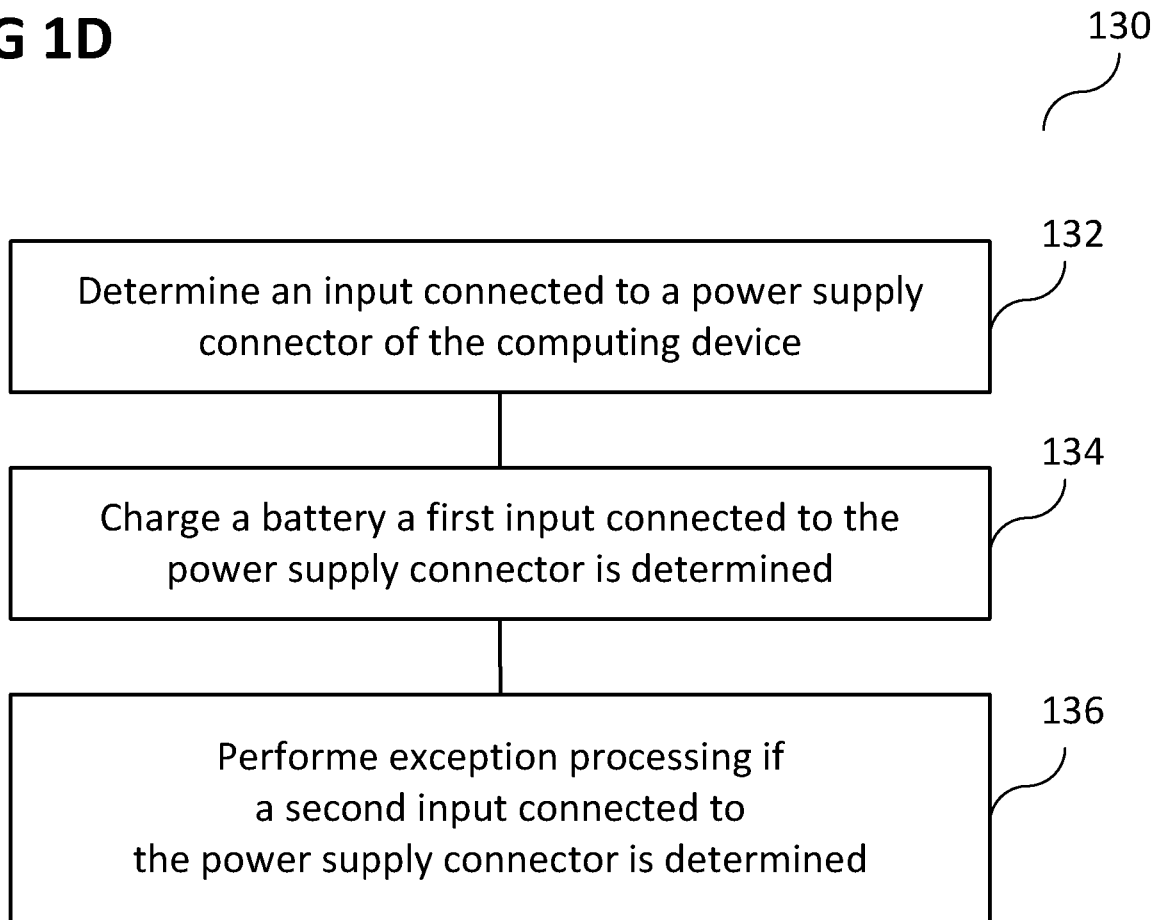 G 1D
130
132
Determine an input connected to a power supply
connector of the computing device
134
Charge a battery a first input connected to the
power supply connector is determined
136
Performe exception processing if
a second input connected to
the power supply connector is determined